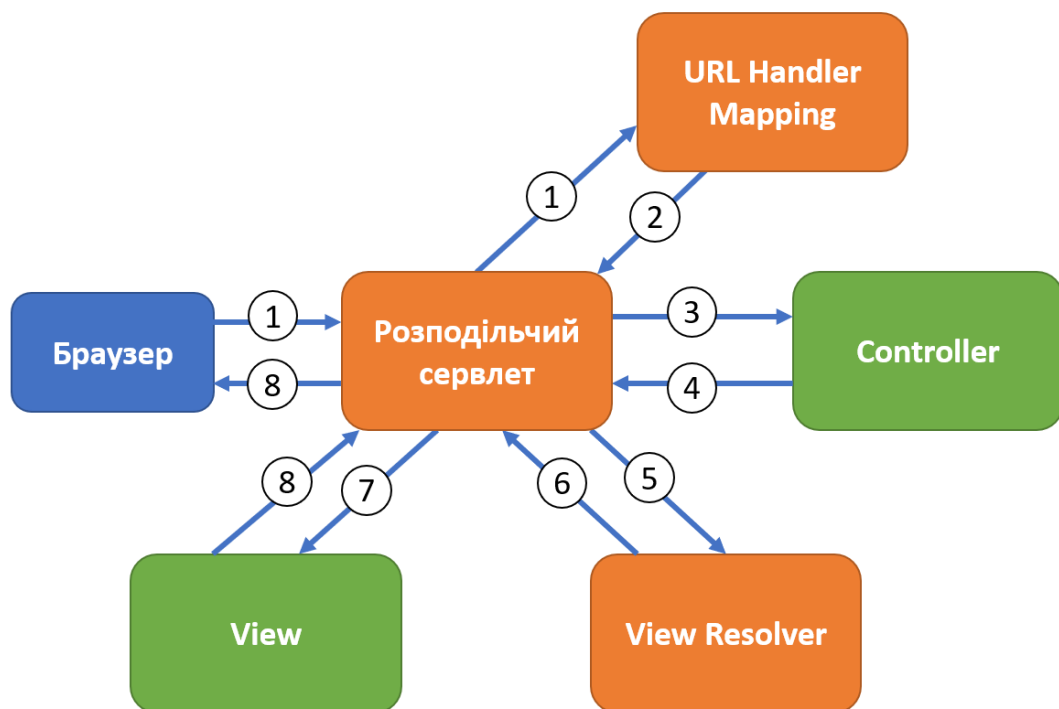 URL Handler
Mapping
1
2
Браузер
1
8
Розподільчий
сервлет
3
4
Controller
8
7
6
5
View
View Resolver